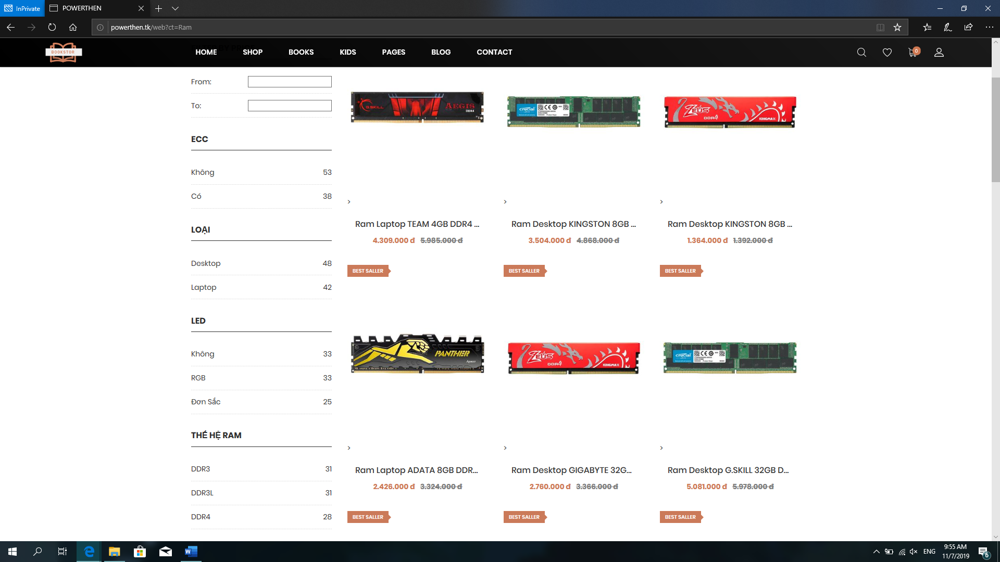 InPrivate
POWERTHEN
powerthen.tk/web?ct=Ram
BOOKSTOR
HOME SHOP BOOKS KIDS PAGES BLOG CONTACT
0
From:
To:
ECC
Không 53
Có 38
LOẠI
Desktop 48
Laptop 42
LED
Không 33
RGB 33
Đơn Sắc 25
THẾ HỆ RAM
DDR3 31
DDR3L 31
DDR4 28
G.SKILL AEGIS DDR4
crucial
ZEUS DDR4 KINGMAX
> > >
Ram Laptop TEAM 4GB DDR4 ...
4.309.000 đ 5.985.000 đ
Ram Desktop KINGSTON 8GB ...
3.504.000 đ 4.868.000 đ
Ram Desktop KINGSTON 8GB ...
1.364.000 đ 1.392.000 đ
BEST SALLER BEST SALLER BEST SALLER
PANTHER Apacer
ZEUS DDR4 KINGMAX
crucial
> > >
Ram Laptop ADATA 8GB DDR...
2.426.000 đ 3.324.000 đ
Ram Desktop GIGABYTE 32G...
2.760.000 đ 3.366.000 đ
Ram Desktop G.SKILL 32GB D...
5.081.000 đ 5.978.000 đ
BEST SALLER BEST SALLER BEST SALLER
ENG
9:55 AM
11/7/2019
6